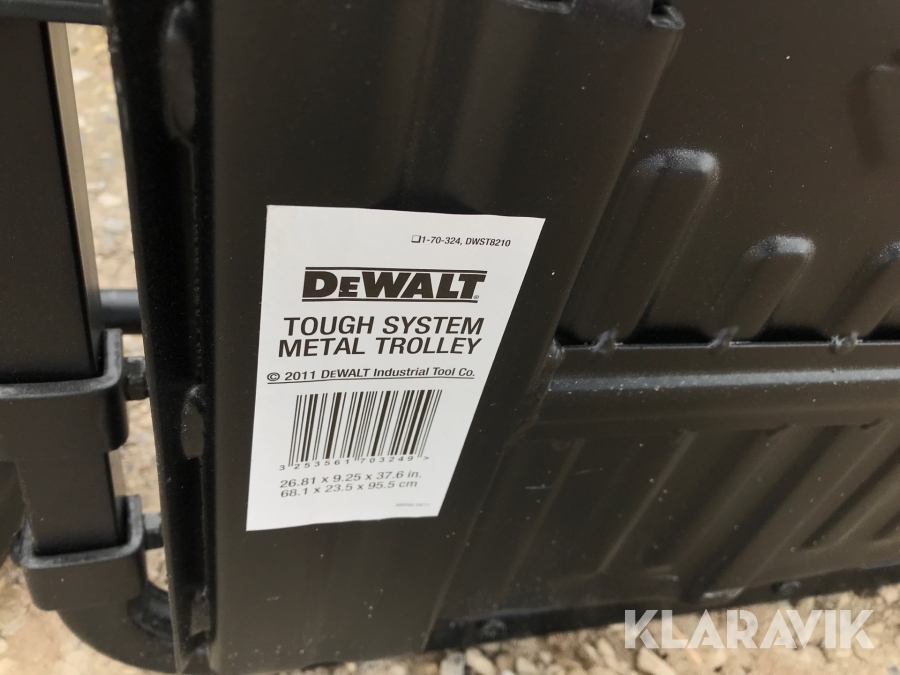 ❑1-70-324, DWST8210
DEWALT
TOUGH SYSTEM
METAL TROLLEY
© 2011 DEWALT Industrial Tool Co.
3 253561 703249 >
26.81 x 9.25 x 37.6 in.
68.1 x 23.5 x 95.5 cm
KLARAVIK